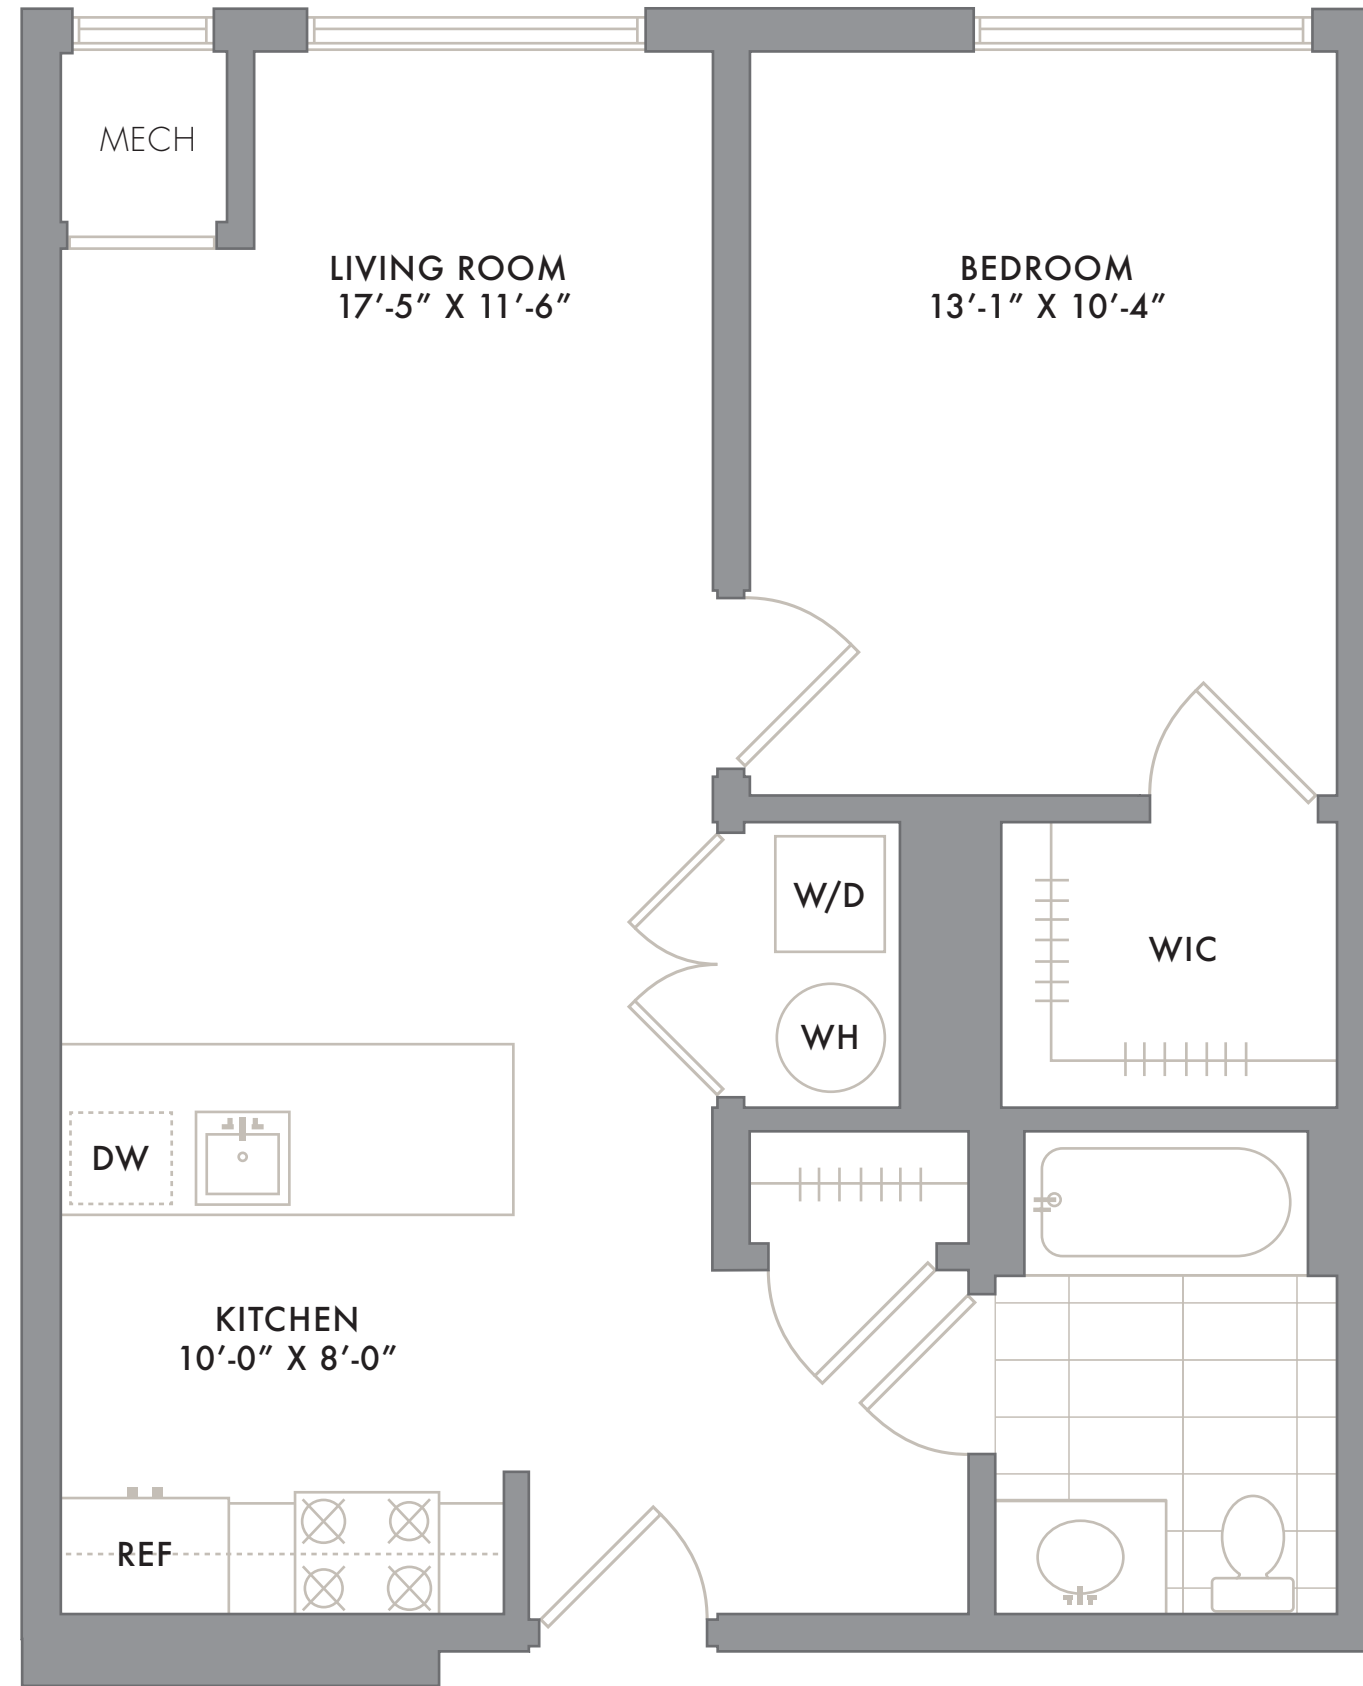 MECH
LIVING ROOM
17′-5″ X 11′-6″
BEDROOM
13′-1″ X 10′-4″
W/D
WIC
WH
DW
KITCHEN
10′-0″ X 8′-0″
REF